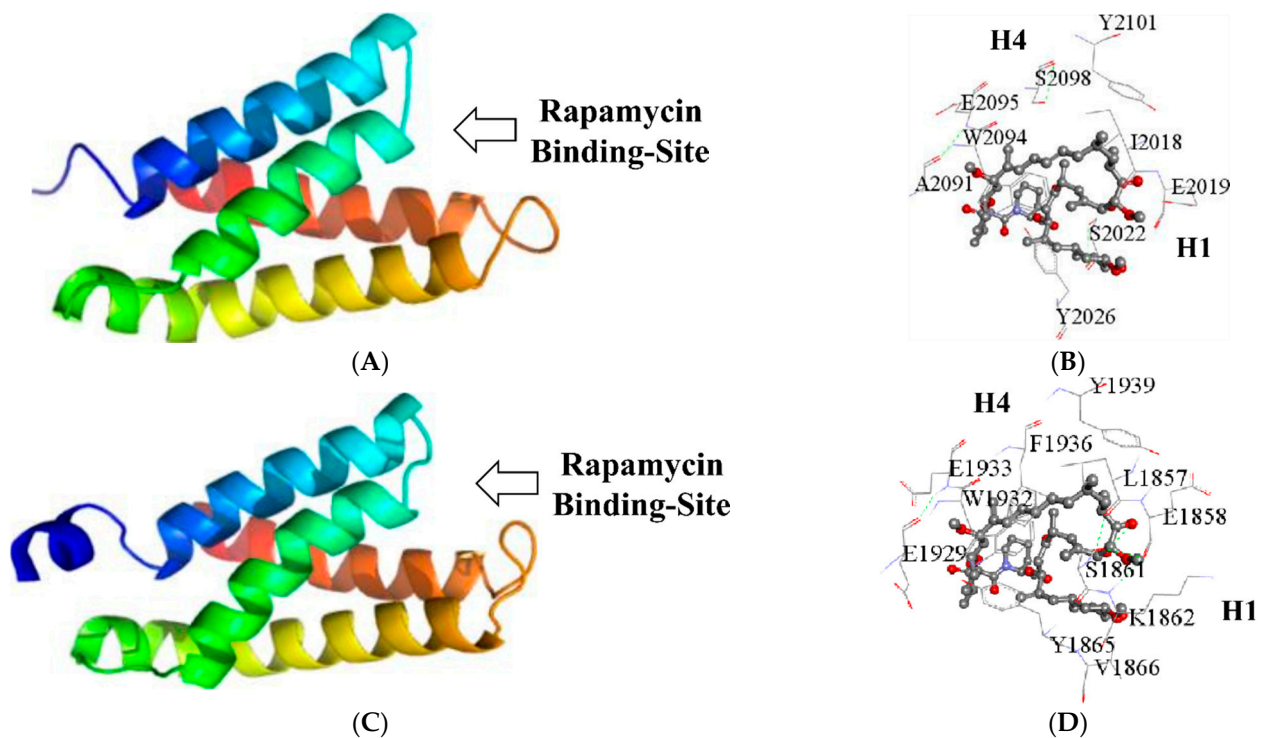 Rapamycin
Binding-Site
(A)
Y2101
H4
S2098
E2095
W2094
I2018
A2091
E2019
S2022
H1
Y2026
(B)
Rapamycin
Binding-Site
(C)
Y1939
H4
F1936
E1933
L1857
W1932
E1858
E1929
S1861
K1862
H1
Y1865
V1866
(D)